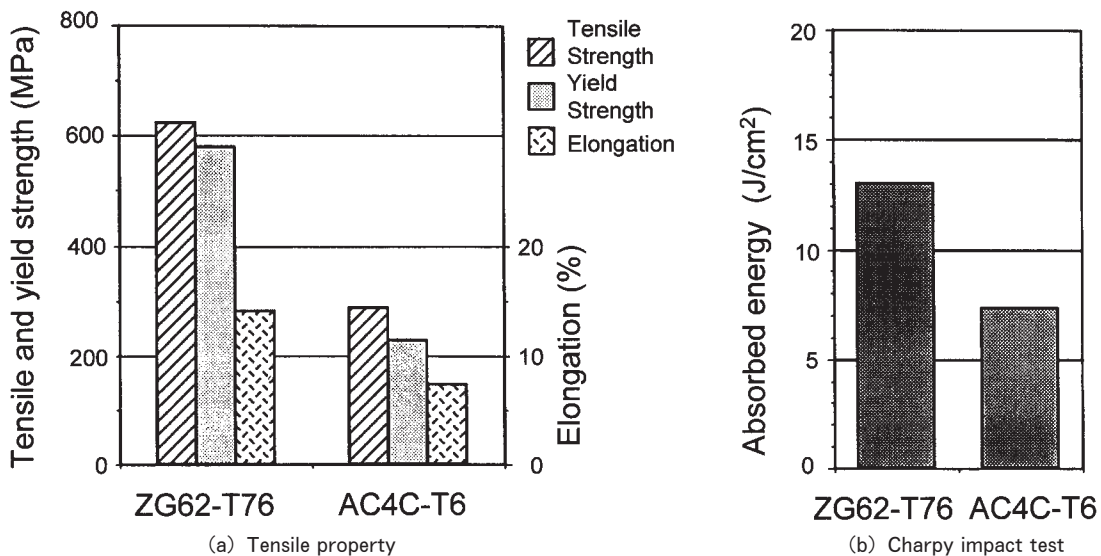 800
600
400
200
0
Tensile and yield strength (MPa)
20
10
0
Elongation (%)
Tensile
Strength
Yield
Strength
Elongation
ZG62-T76
AC4C-T6
(a) Tensile property
20
15
10
5
0
Absorbed energy (J/cm²)
ZG62-T76
AC4C-T6
(b) Charpy impact test